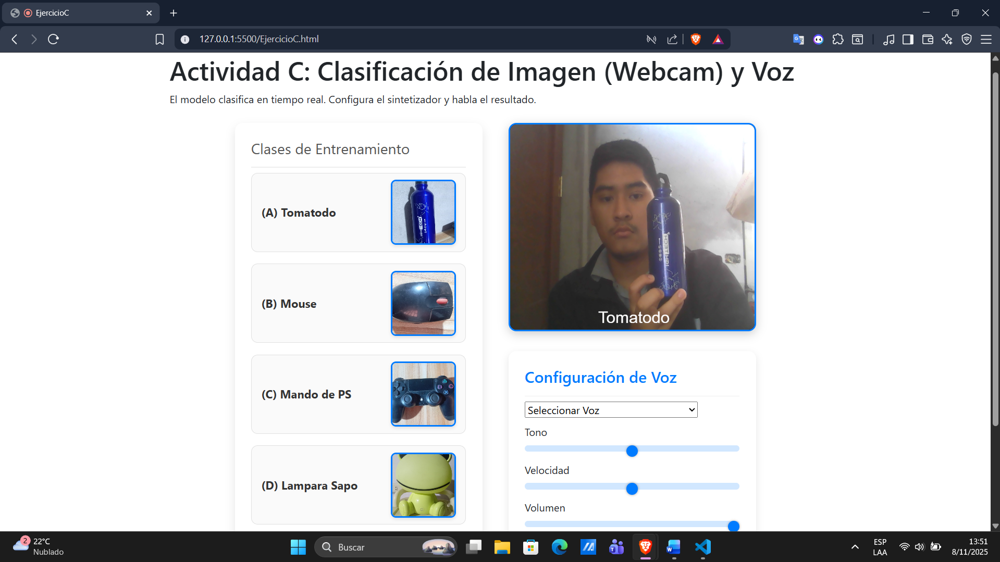 EjercicioC
127.0.0.1:5500/EjercicioC.html
Actividad C: Clasificación de Imagen (Webcam) y Voz
El modelo clasifica en tiempo real. Configura el sintetizador y habla el resultado.
Clases de Entrenamiento
(A) Tomatodo
(B) Mouse
(C) Mando de PS
(D) Lampara Sapo
Tomatodo
Configuración de Voz
Seleccionar Voz
Tono
Velocidad
Volumen
2
22°C
Nublado
Buscar
ESP
LAA
13:51
8/11/2025